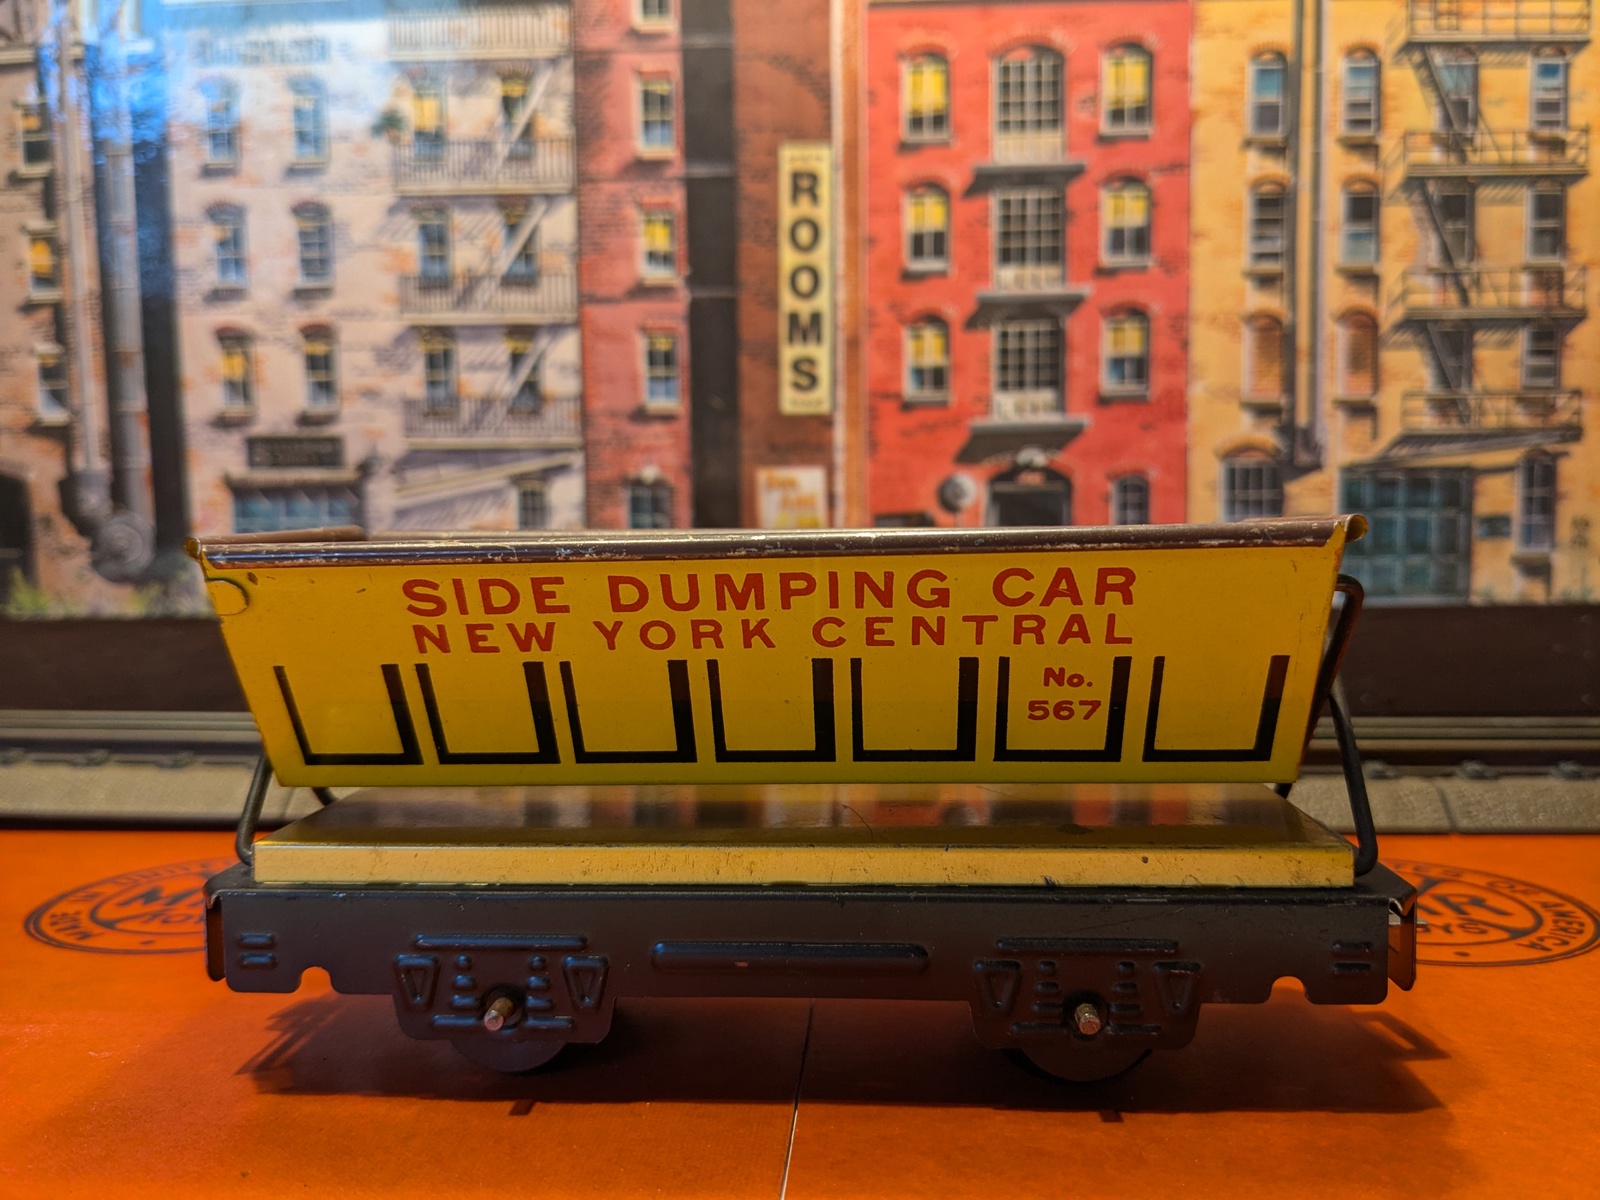 ROOMS
SIDE DUMPING CAR
NEW YORK CENTRAL
No.
567